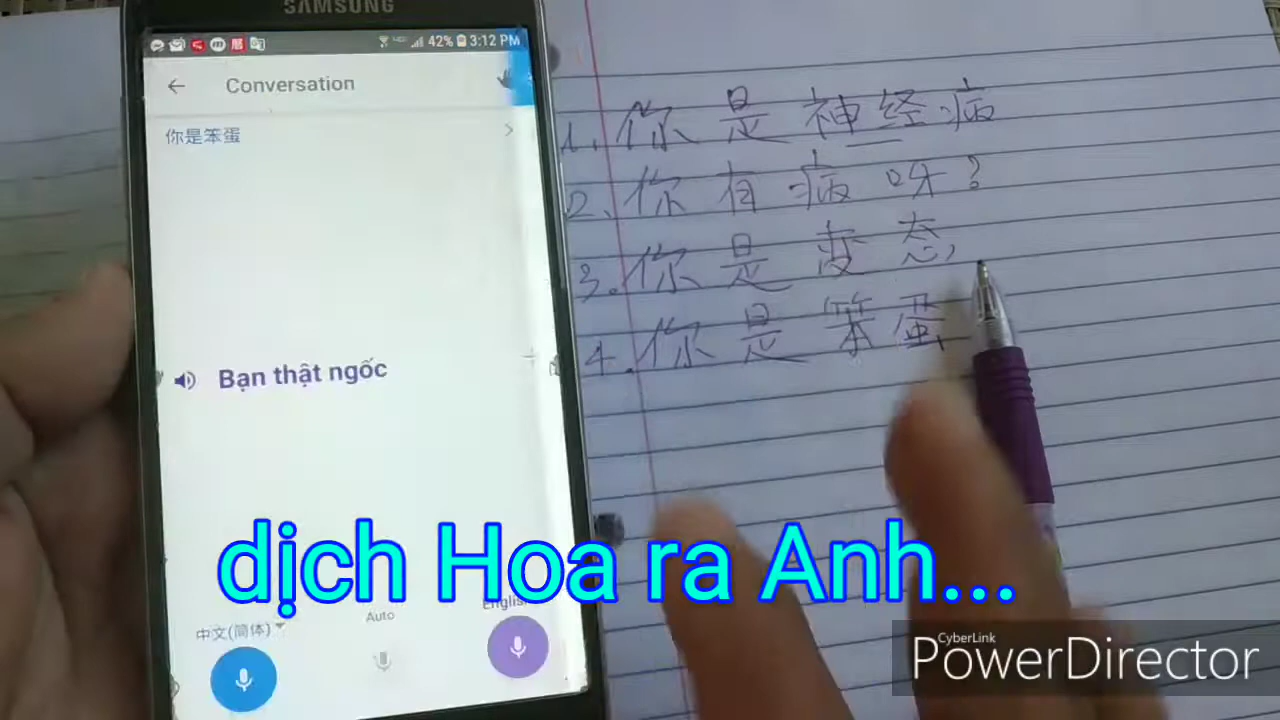 SAMSUNG
42% 3:12 PM
Conversation
你是笨蛋
Bạn thật ngốc
中文(简体)
Auto
English
1. 你是神经病
2. 你有病呀?
3. 你是变态,
4. 你是笨蛋
dịch Hoa ra Anh...
CyberLink
PowerDirector